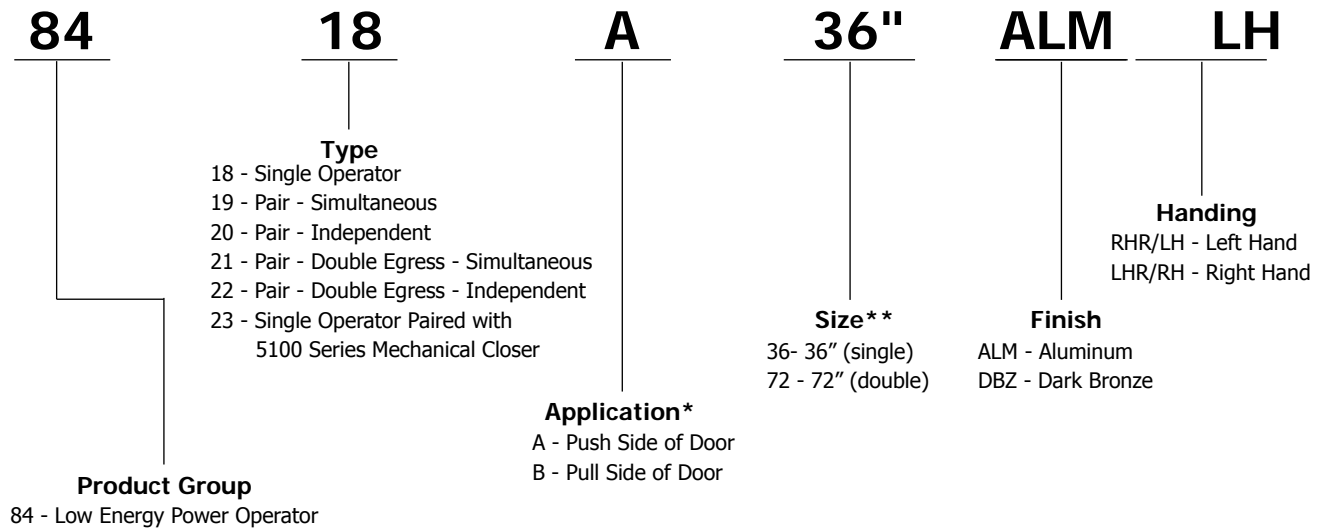 84 18 A 36" ALM LH
Type
18 - Single Operator
19 - Pair - Simultaneous
20 - Pair - Independent
21 - Pair - Double Egress - Simultaneous
22 - Pair - Double Egress - Independent
23 - Single Operator Paired with
5100 Series Mechanical Closer
Handing
RHR/LH - Left Hand
LHR/RH - Right Hand
Size**
36- 36” (single)
72 - 72” (double)
Finish
ALM - Aluminum
DBZ - Dark Bronze
Application*
A - Push Side of Door
B - Pull Side of Door
Product Group
84 - Low Energy Power Operator